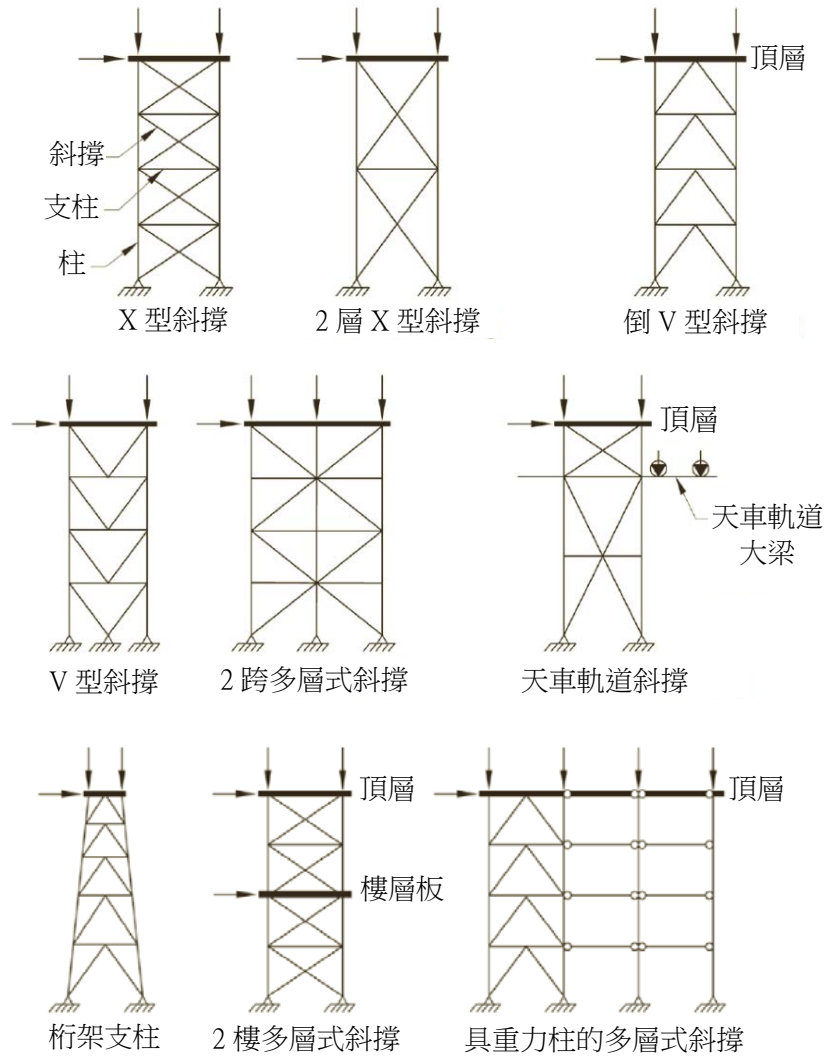 頂層
斜撐
支柱
柱
X 型斜撐
2 層 X 型斜撐
倒 V 型斜撐
頂層
天車軌道
大梁
V 型斜撐
2 跨多層式斜撐
天車軌道斜撐
頂層
頂層
樓層板
桁架支柱
2 樓多層式斜撐
具重力柱的多層式斜撐